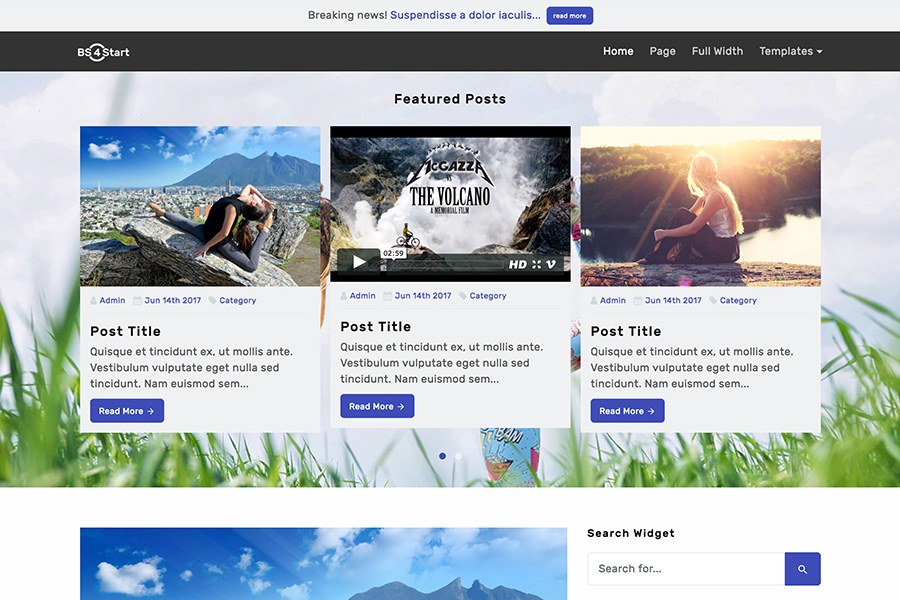 Breaking news! Suspendisse a dolor iaculis... read more
BS4Start
Home Page Full Width Templates
Featured Posts
McGAZZA
VS
THE VOLCANO
A MEMORIAL FILM
02:59
HD
Admin Jun 14th 2017 Category
Post Title
Quisque et tincidunt ex, ut mollis ante.
Vestibulum vulputate eget nulla sed
tincidunt. Nam euismod sem...
Read More →
Admin Jun 14th 2017 Category
Post Title
Quisque et tincidunt ex, ut mollis ante.
Vestibulum vulputate eget nulla sed
tincidunt. Nam euismod sem...
Read More →
Admin Jun 14th 2017 Category
Post Title
Quisque et tincidunt ex, ut mollis ante.
Vestibulum vulputate eget nulla sed
tincidunt. Nam euismod sem...
Read More →
BAM
Search Widget
Search for...